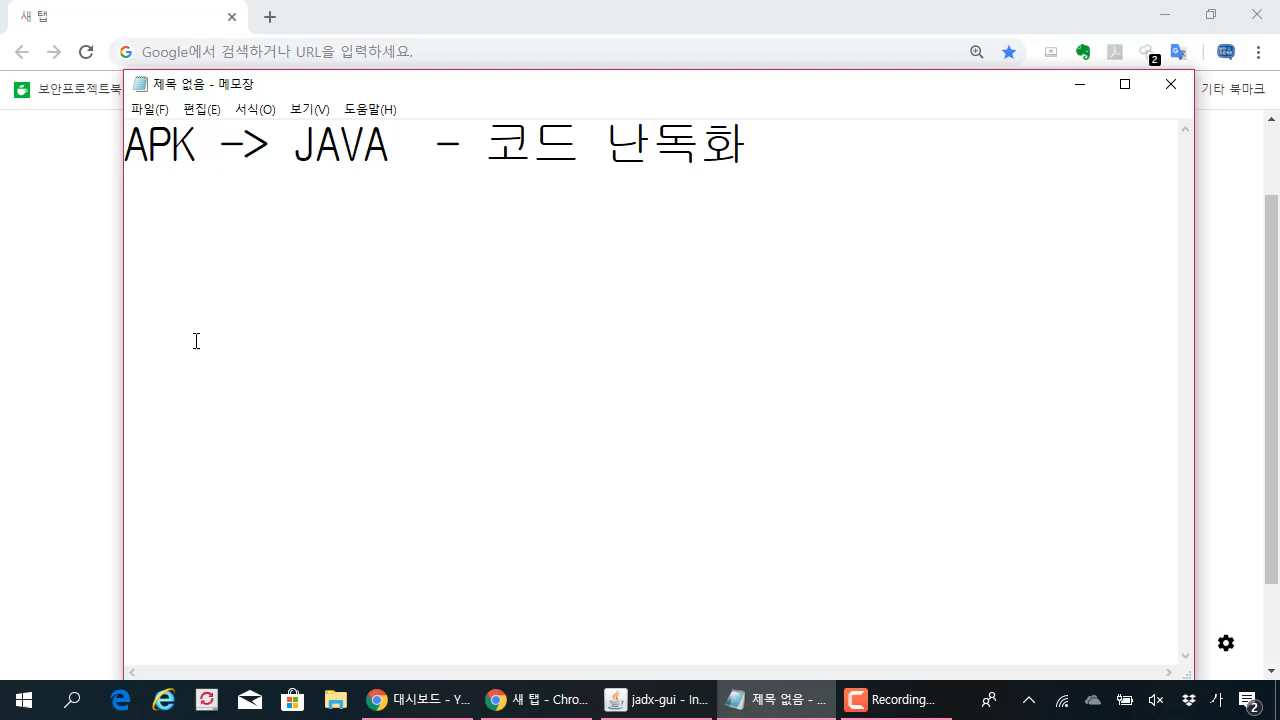 새 탭
Google에서 검색하거나 URL을 입력하세요.
2
보안프로젝트북
기타 북마크
제목 없음 - 메모장
파일(F) 편집(E) 서식(O) 보기(V) 도움말(H)
APK -> JAVA - 코드 난독화
대시보드 - Y...
새 탭 - Chro...
jadx-gui - In...
제목 없음 - ...
Recording...
2